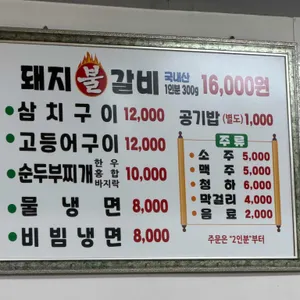 돼지불갈비 국내산 1인분 300g 16,000원
삼치구이 12,000
고등어구이 12,000
순두부찌개 한우 홍합 바지락 10,000
물냉면 8,000
비빔냉면 8,000
공기밥(별도) 1,000
주류
소주 5,000
맥주 5,000
청하 6,000
막걸리 4,000
음료 2,000
주문은 "2인분"부터